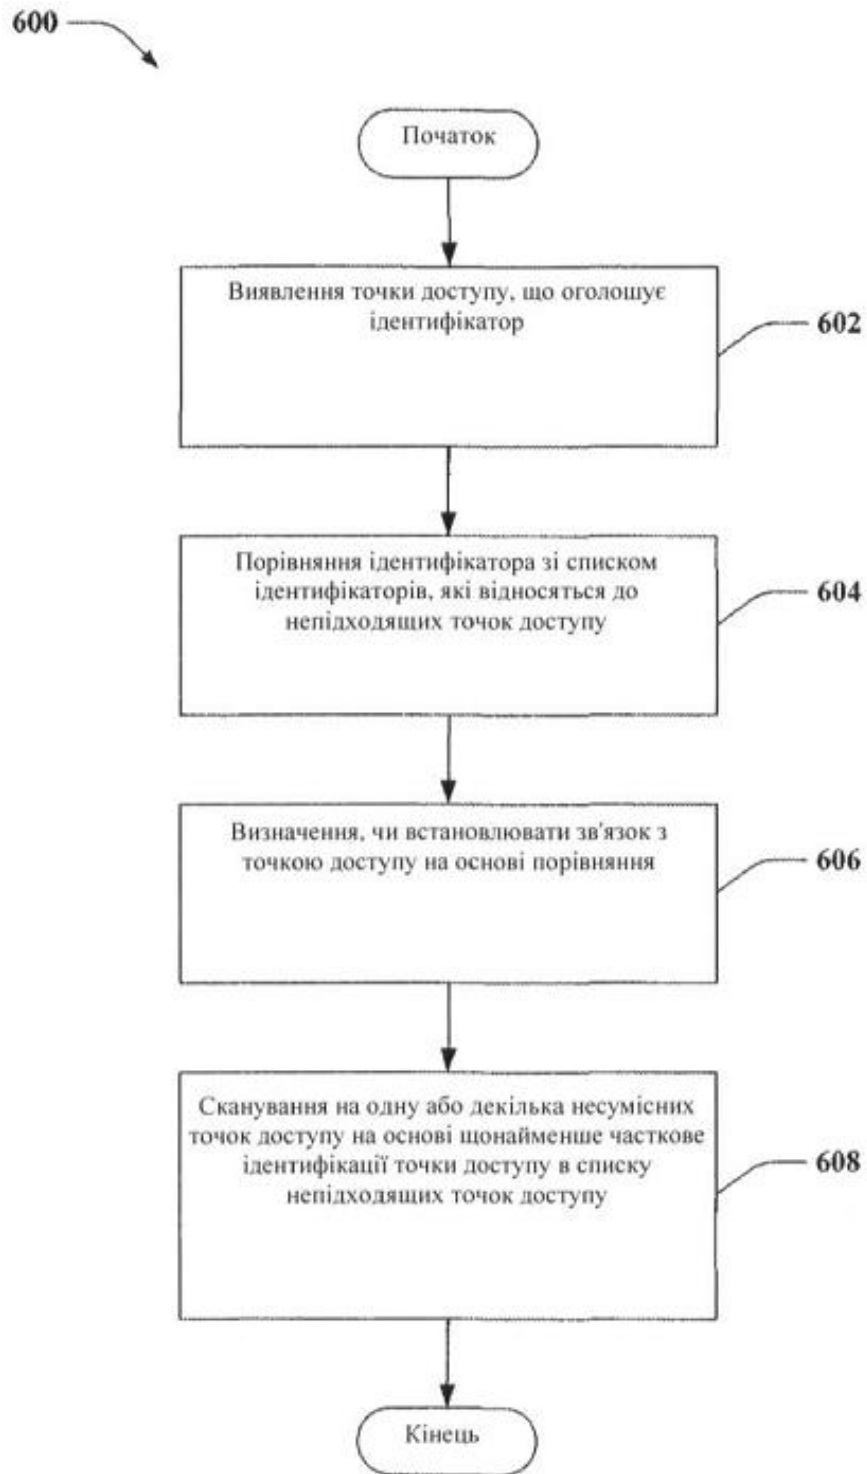 600
Початок
Виявлення точки доступу, що оголошує
ідентифікатор
602
Порівняння ідентифікатора зі списком
ідентифікаторів, які відносяться до
непідходящих точок доступу
604
Визначення, чи встановлювати зв'язок з
точкою доступу на основі порівняння
606
Сканування на одну або декілька несумісних
точок доступу на основі щонайменше часткове
ідентифікації точки доступу в списку
непідходящих точок доступу
608
Кінець